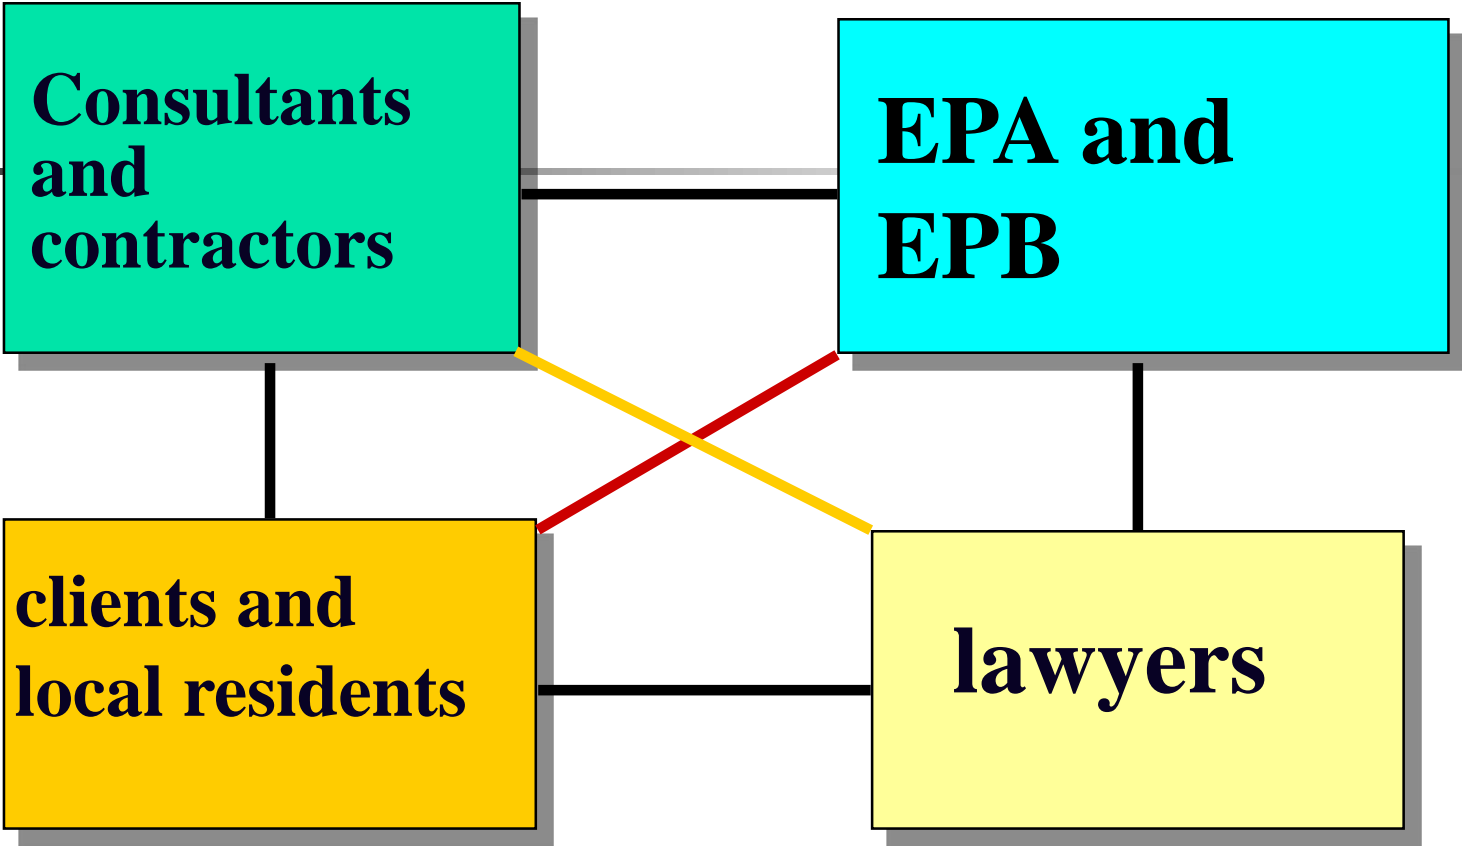 Consultants
and
contractors
EPA and
EPB
clients and
local residents
lawyers